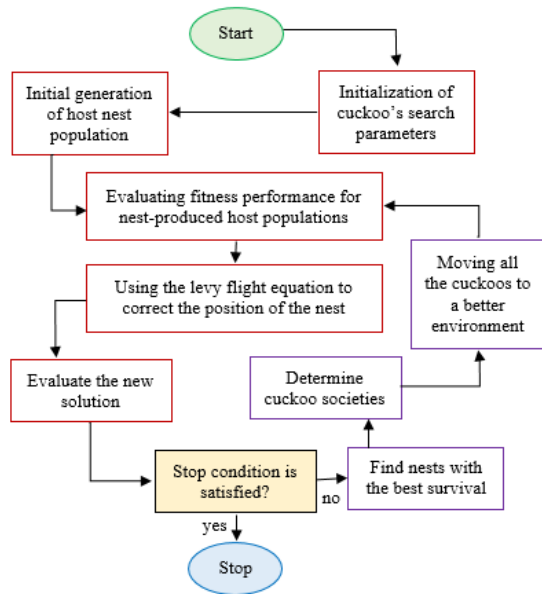 Start
Initialization of
cuckoo's search
parameters
Initial generation
of host nest
population
Evaluating fitness performance for
nest-produced host populations
Using the levy flight equation to
correct the position of the nest
Evaluate the new
solution
Stop condition is
satisfied?
no
yes
Stop
Find nests with
the best survival
Determine
cuckoo societies
Moving all
the cuckoos to
a better
environment